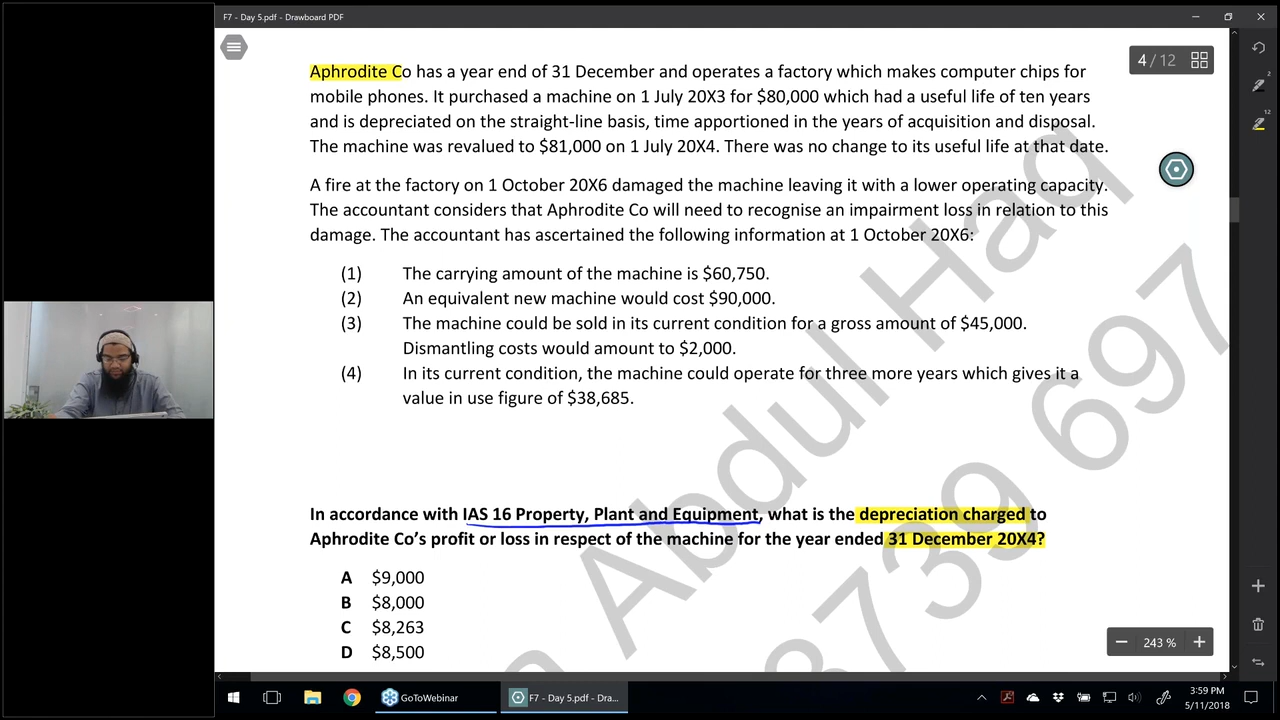 F7 - Day 5.pdf - Drawboard PDF
4 / 12
Aphrodite Co has a year end of 31 December and operates a factory which makes computer chips for
mobile phones. It purchased a machine on 1 July 20X3 for $80,000 which had a useful life of ten years
and is depreciated on the straight-line basis, time apportioned in the years of acquisition and disposal.
The machine was revalued to $81,000 on 1 July 20X4. There was no change to its useful life at that date.
A fire at the factory on 1 October 20X6 damaged the machine leaving it with a lower operating capacity.
The accountant considers that Aphrodite Co will need to recognise an impairment loss in relation to this
damage. The accountant has ascertained the following information at 1 October 20X6:
(1) The carrying amount of the machine is $60,750.
(2) An equivalent new machine would cost $90,000.
(3) The machine could be sold in its current condition for a gross amount of $45,000.
Dismantling costs would amount to $2,000.
(4) In its current condition, the machine could operate for three more years which gives it a
value in use figure of $38,685.
In accordance with IAS 16 Property, Plant and Equipment, what is the depreciation charged to
Aphrodite Co's profit or loss in respect of the machine for the year ended 31 December 20X4?
A $9,000
B $8,000
C $8,263
D $8,500
Abdul Haq
8739 697
2
12
243 %
GoToWebinar
F7 - Day 5.pdf - Dra...
3:59 PM
5/11/2018